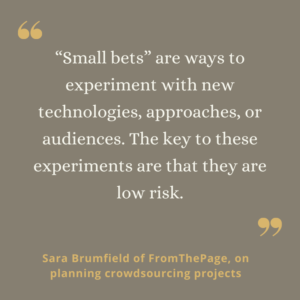 “Small bets” are ways to
experiment with new
technologies, approaches, or
audiences. The key to these
experiments are that they are
low risk.
Sara Brumfield of FromThePage, on
planning crowdsourcing projects